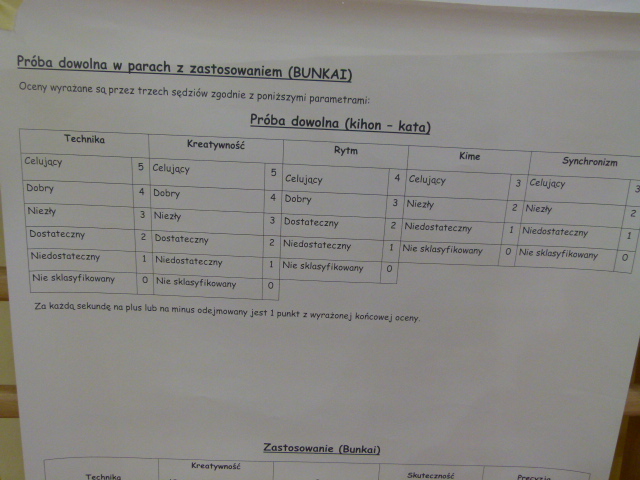 Próba dowolna w parach z zastosowaniem (BUNKAI)
Oceny wyrażane są przez trzech sędziów zgodnie z poniższymi parametrami:
Próba dowolna (kihon – kata)
Technika Kreatywność Rytm Kime Synchronizm
Celujący 5 Celujący 5 Celujący 4 Celujący 3 Celujący 3
Dobry 4 Dobry 4 Dobry 3 Niezły 2 Niezły 2
Niezły 3 Niezły 3 Dostateczny 2 Niedostateczny 1 Niedostateczny 1
Dostateczny 2 Dostateczny 2 Niedostateczny 1 Nie sklasyfikowany 0 Nie sklasyfikowany 0
Niedostateczny 1 Niedostateczny 1 Nie sklasyfikowany 0
Nie sklasyfikowany 0 Nie sklasyfikowany 0
Za każdą sekundę na plus lub na minus odejmowany jest 1 punkt z wyrażonej końcowej oceny.
Zastosowanie (Bunkai)
Technika Kreatywność Skuteczność Precyzja